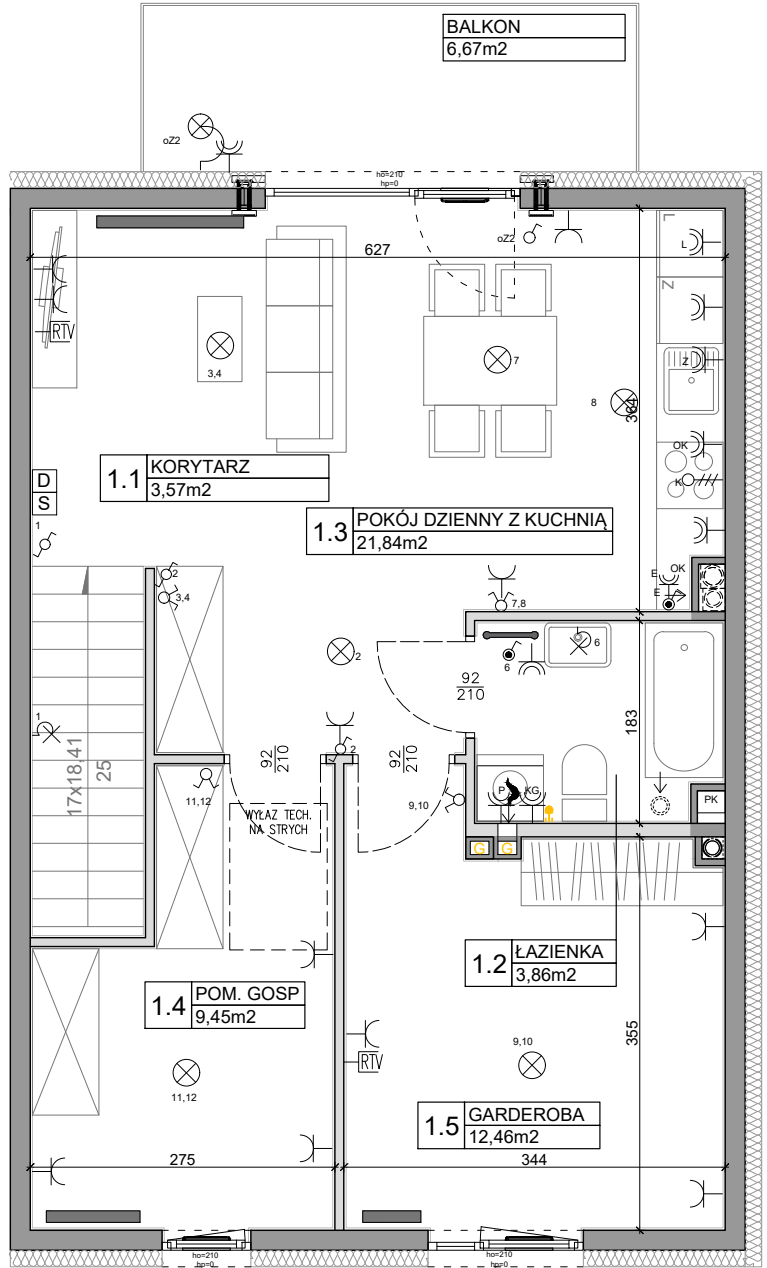 BALKON
6,67m2
oZ2
ho=210
hp=0
oZ2
L
627
Z
RTV
3,4
7
Z
8
364
OK
K
1.1 KORYTARZ
3,57m2
D
S
1
1.3 POKÓJ DZIENNY Z KUCHNIĄ
21,84m2
2
3,4
7,8
E OK
E
2
6
6
92
210
183
1
17x18,41
25
2
92
210
92
210
11,12
9,10
P
KG
PK
WYŁAZ TECH.
NA STRYCH
G
G
1.2 ŁAZIENKA
3,86m2
1.4 POM. GOSP
9,45m2
355
9,10
RTV
11,12
1.5 GARDEROBA
12,46m2
275
344
ho=210
hp=0
ho=210
hp=0